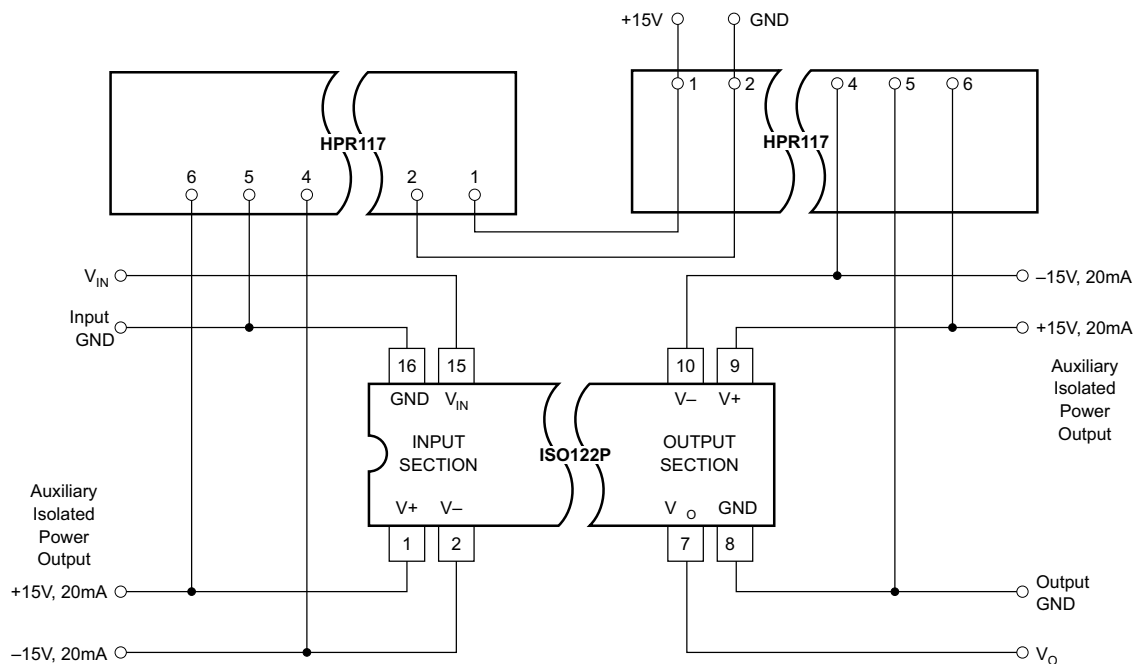 +15V
GND
1
2
4
5
6
HPR117
HPR117
6
5
4
2
1
V_IN
–15V, 20mA
Input
GND
+15V, 20mA
16
15
10
9
GND
V_IN
V–
V+
Auxiliary
Isolated
Power
Output
INPUT
SECTION
ISO122P
OUTPUT
SECTION
Auxiliary
Isolated
Power
Output
V+
V–
V_O
GND
1
2
7
8
+15V, 20mA
Output
GND
–15V, 20mA
V_O